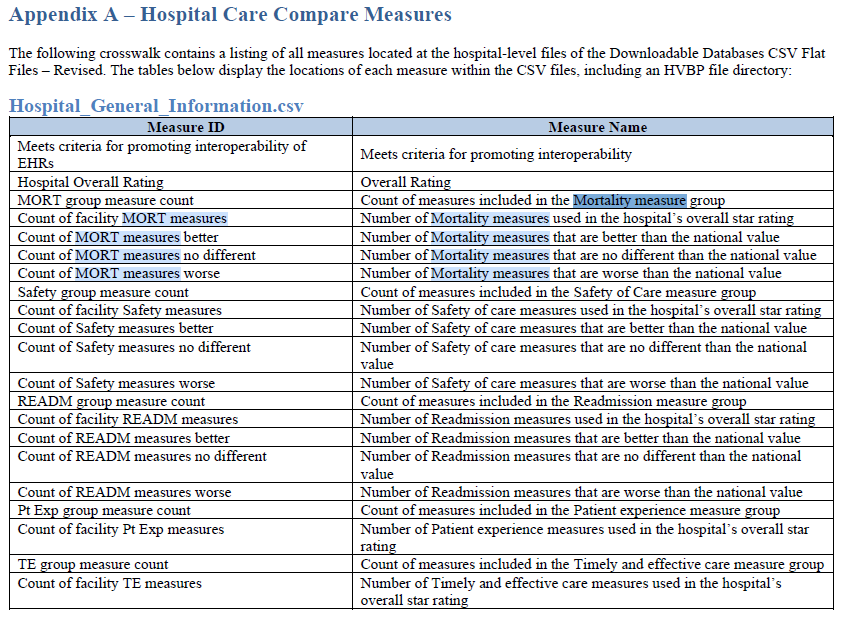 Appendix A – Hospital Care Compare Measures
The following crosswalk contains a listing of all measures located at the hospital-level files of the Downloadable Databases CSV Flat
Files – Revised. The tables below display the locations of each measure within the CSV files, including an HVBP file directory:
Hospital_General_Information.csv
Measure ID Measure Name
Meets criteria for promoting interoperability of
EHRs
Meets criteria for promoting interoperability
Hospital Overall Rating Overall Rating
MORT group measure count Count of measures included in the Mortality measure group
Count of facility MORT measures Number of Mortality measures used in the hospital's overall star rating
Count of MORT measures better Number of Mortality measures that are better than the national value
Count of MORT measures no different Number of Mortality measures that are no different than the national value
Count of MORT measures worse Number of Mortality measures that are worse than the national value
Safety group measure count Count of measures included in the Safety of Care measure group
Count of facility Safety measures Number of Safety of care measures used in the hospital's overall star rating
Count of Safety measures better Number of Safety of care measures that are better than the national value
Count of Safety measures no different Number of Safety of care measures that are no different than the national
value
Count of Safety measures worse Number of Safety of care measures that are worse than the national value
READM group measure count Count of measures included in the Readmission measure group
Count of facility READM measures Number of Readmission measures used in the hospital's overall star rating
Count of READM measures better Number of Readmission measures that are better than the national value
Count of READM measures no different Number of Readmission measures that are no different than the national
value
Count of READM measures worse Number of Readmission measures that are worse than the national value
Pt Exp group measure count Count of measures included in the Patient experience measure group
Count of facility Pt Exp measures Number of Patient experience measures used in the hospital's overall star
rating
TE group measure count Count of measures included in the Timely and effective care measure group
Count of facility TE measures Number of Timely and effective care measures used in the hospital's
overall star rating